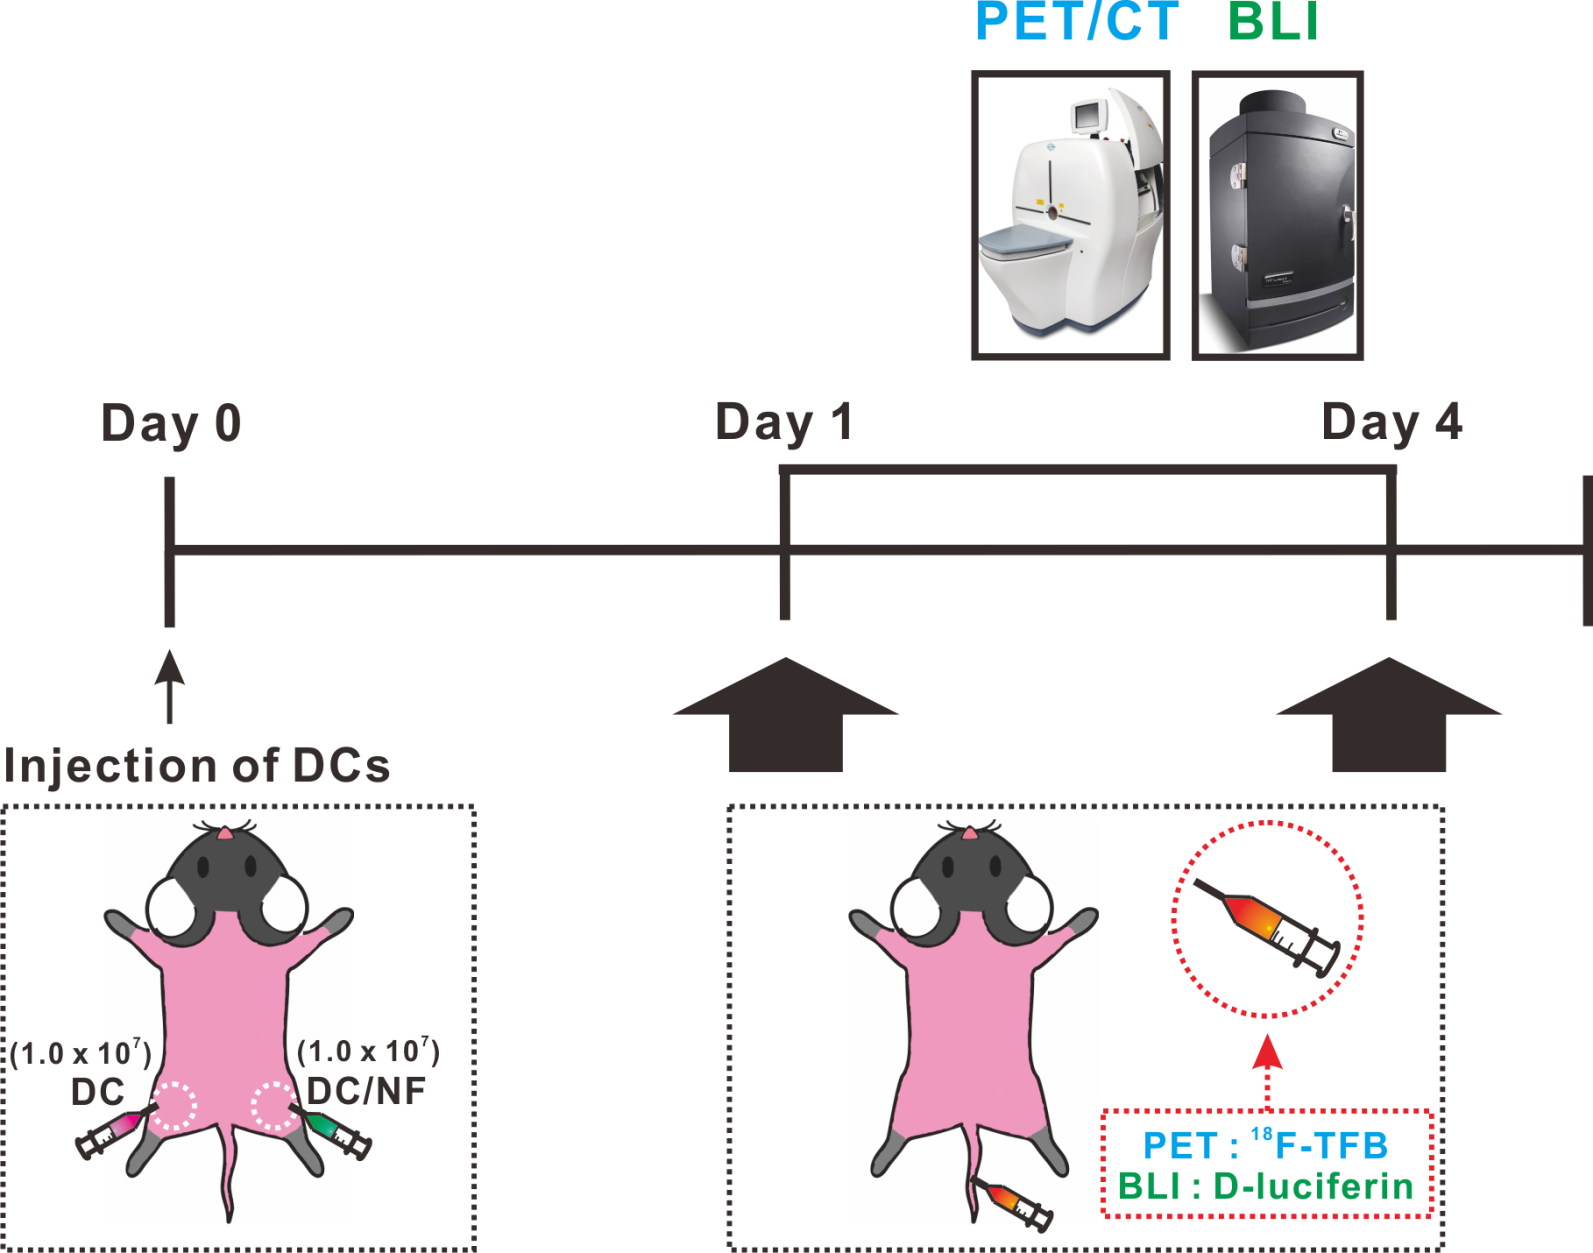 PET/CT BLI
Day 0 Day 1 Day 4
Injection of DCs
(1.0 x 10⁷) (1.0 x 10⁷)
DC DC/NF
PET : ¹⁸F-TFB
BLI : D-luciferin